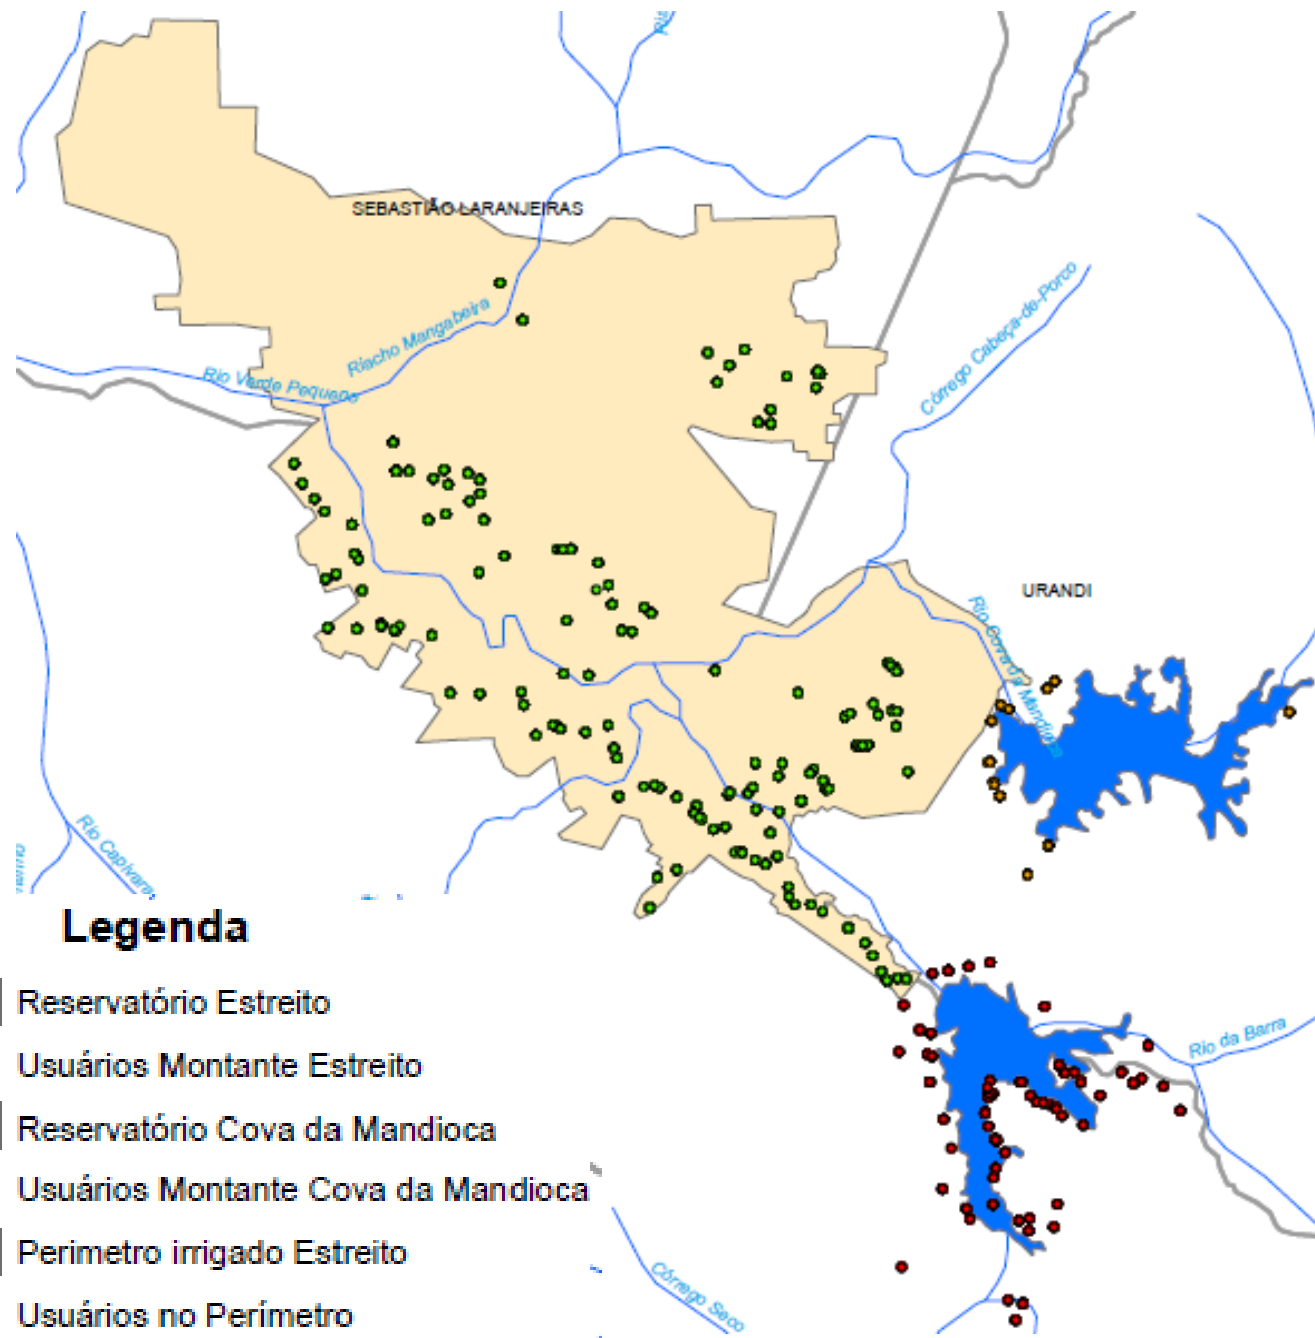 SEBASTIÃO LARANJEIRAS
Riacho Mangabeira
Rio Verde Pequeno
Córrego Cabeça-de-Porco
URANDI
Rio Cova da Mandioca
Rio Capivara
Rio da Barra
Córrego Seco
Legenda
Reservatório Estreito
Usuários Montante Estreito
Reservatório Cova da Mandioca
Usuários Montante Cova da Mandioca
Perimetro irrigado Estreito
Usuários no Perímetro